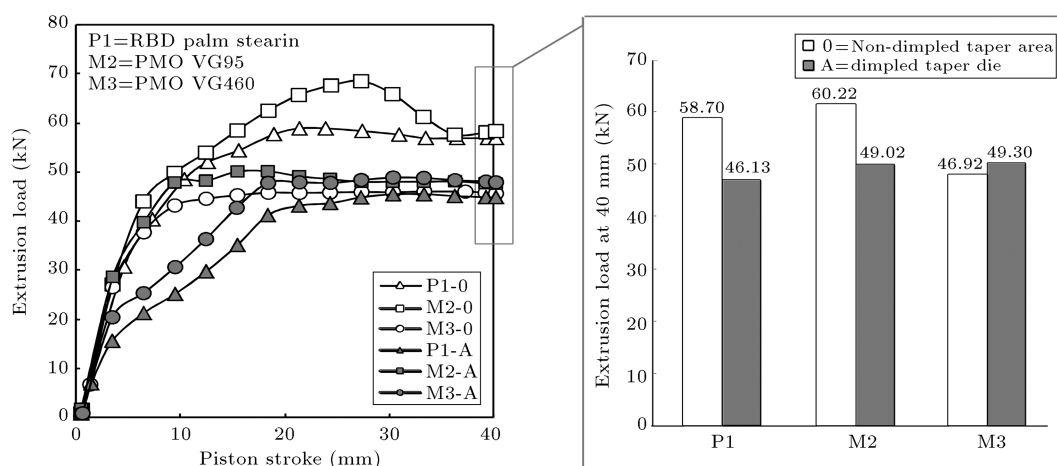 P1=RBD palm stearin
M2=PMO VG95
M3=PMO VG460
80
70
60
50
40
30
20
10
0
Extrusion load (kN)
0 10 20 30 40
Piston stroke (mm)
P1-0
M2-0
M3-0
P1-A
M2-A
M3-A
0=Non-dimpled taper area
A=dimpled taper die
70
60
50
40
30
50
20
10
0
Extrusion load at 40 mm (kN)
58.70
46.13
60.22
49.02
46.92
49.30
P1 M2 M3